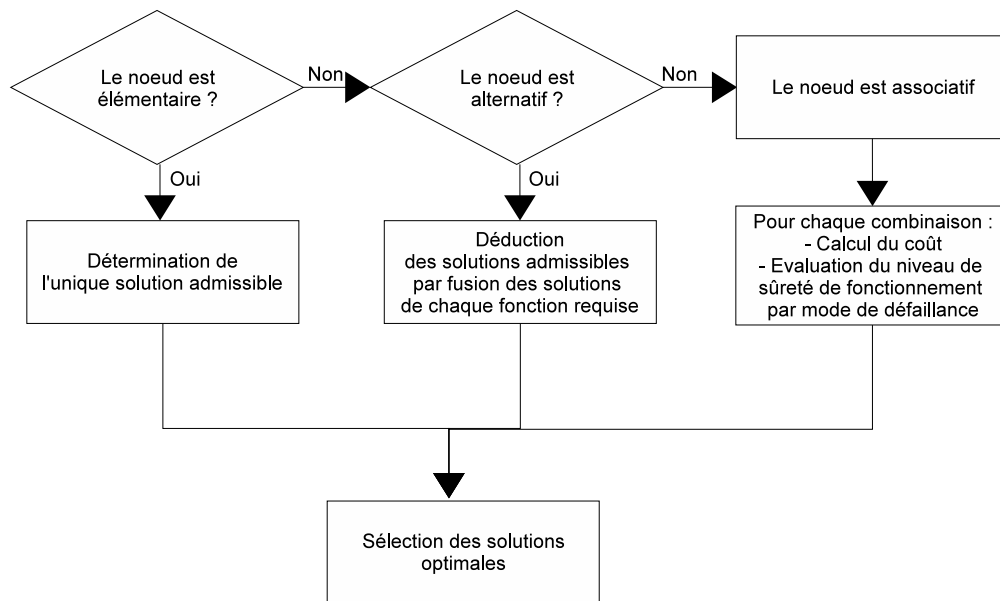 Le noeud est
élémentaire ?
Non
Le noeud est
alternatif ?
Non
Le noeud est associatif
Oui
Oui
Détermination de
l'unique solution admissible
Déduction
des solutions admissibles
par fusion des solutions
de chaque fonction requise
Pour chaque combinaison :
- Calcul du coût
- Evaluation du niveau de
sûreté de fonctionnement
par mode de défaillance
Sélection des solutions
optimales